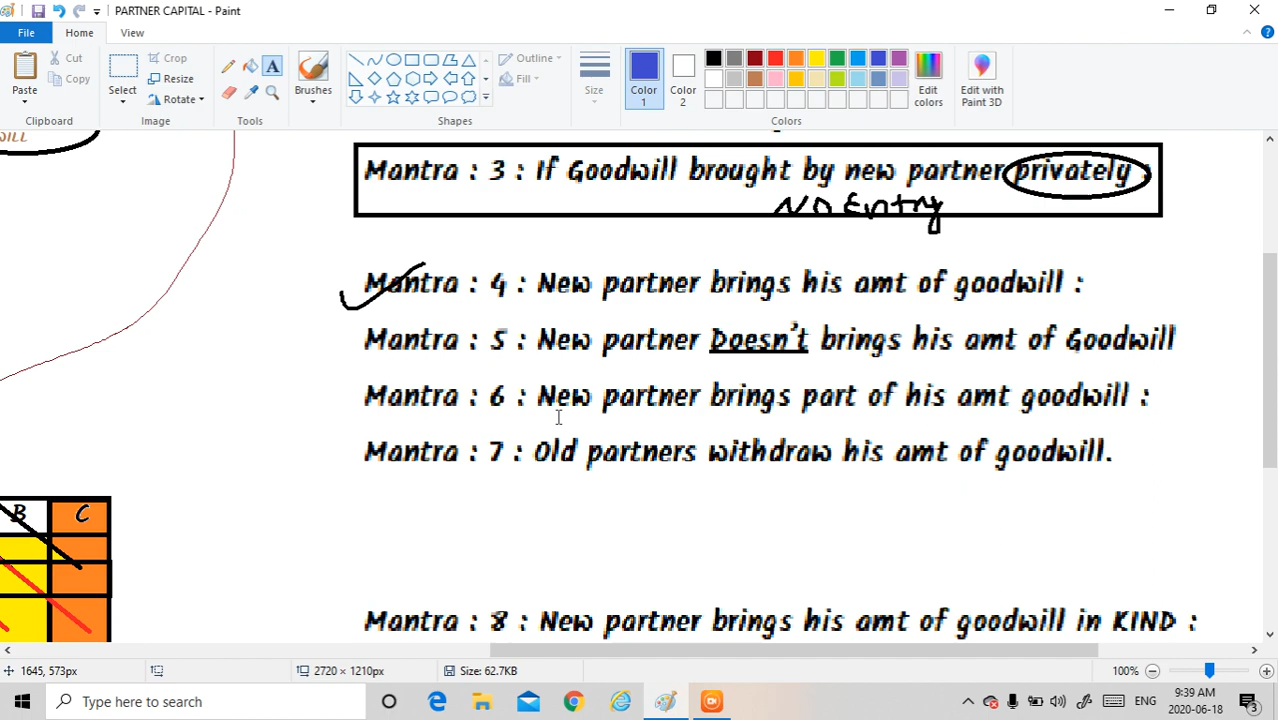 PARTNER CAPITAL - Paint
File Home View
Paste
Cut
Copy
Clipboard
Select
Crop
Resize
Rotate
Image
Tools
Brushes
Shapes
Outline
Fill
Size
Color 1
Color 2
Colors
Edit colors
Edit with Paint 3D
Mantra : 3 : If Goodwill brought by new partner privately :
No Entry
Mantra : 4 : New partner brings his amt of goodwill :
Mantra : 5 : New partner Doesn't brings his amt of Goodwill
Mantra : 6 : New partner brings part of his amt goodwill :
Mantra : 7 : Old partners withdraw his amt of goodwill.
B C
Mantra : 8 : New partner brings his amt of goodwill in KIND :
1645, 573px 2720 × 1210px Size: 62.7KB 100%
Type here to search
ENG
9:39 AM
2020-06-18
3